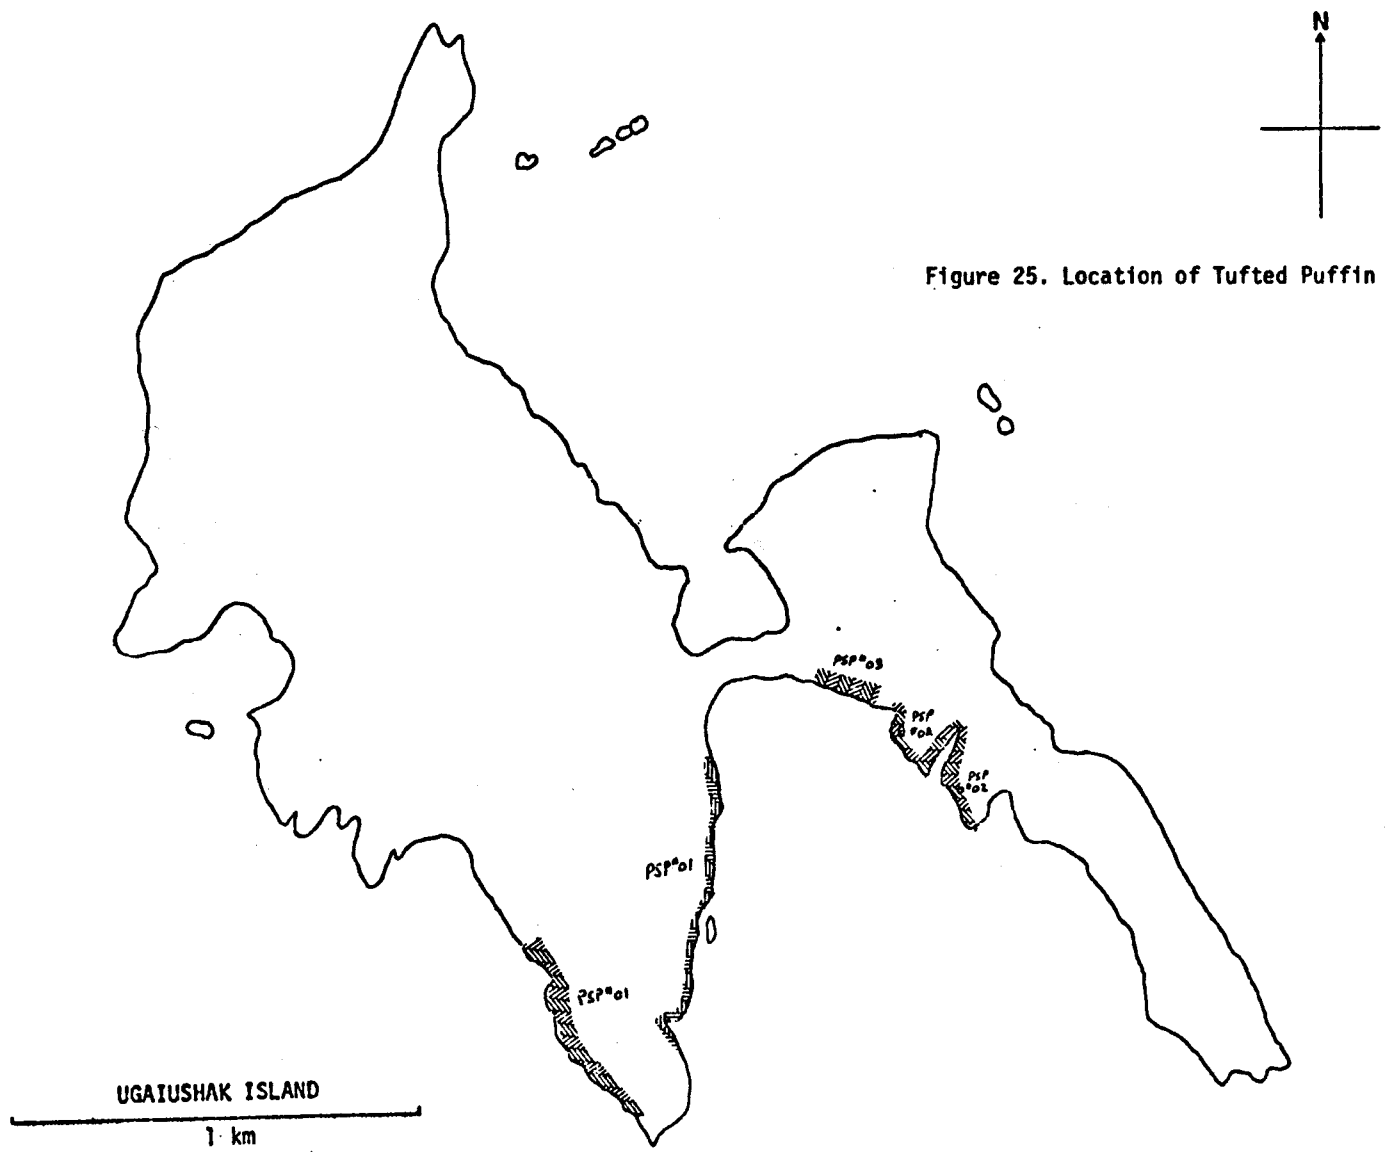 N
Figure 25. Location of Tufted Puffin
PSP#03
PSP
#02
PSP
#02
PSP#01
PSP#01
UGAIUSHAK ISLAND
1 km